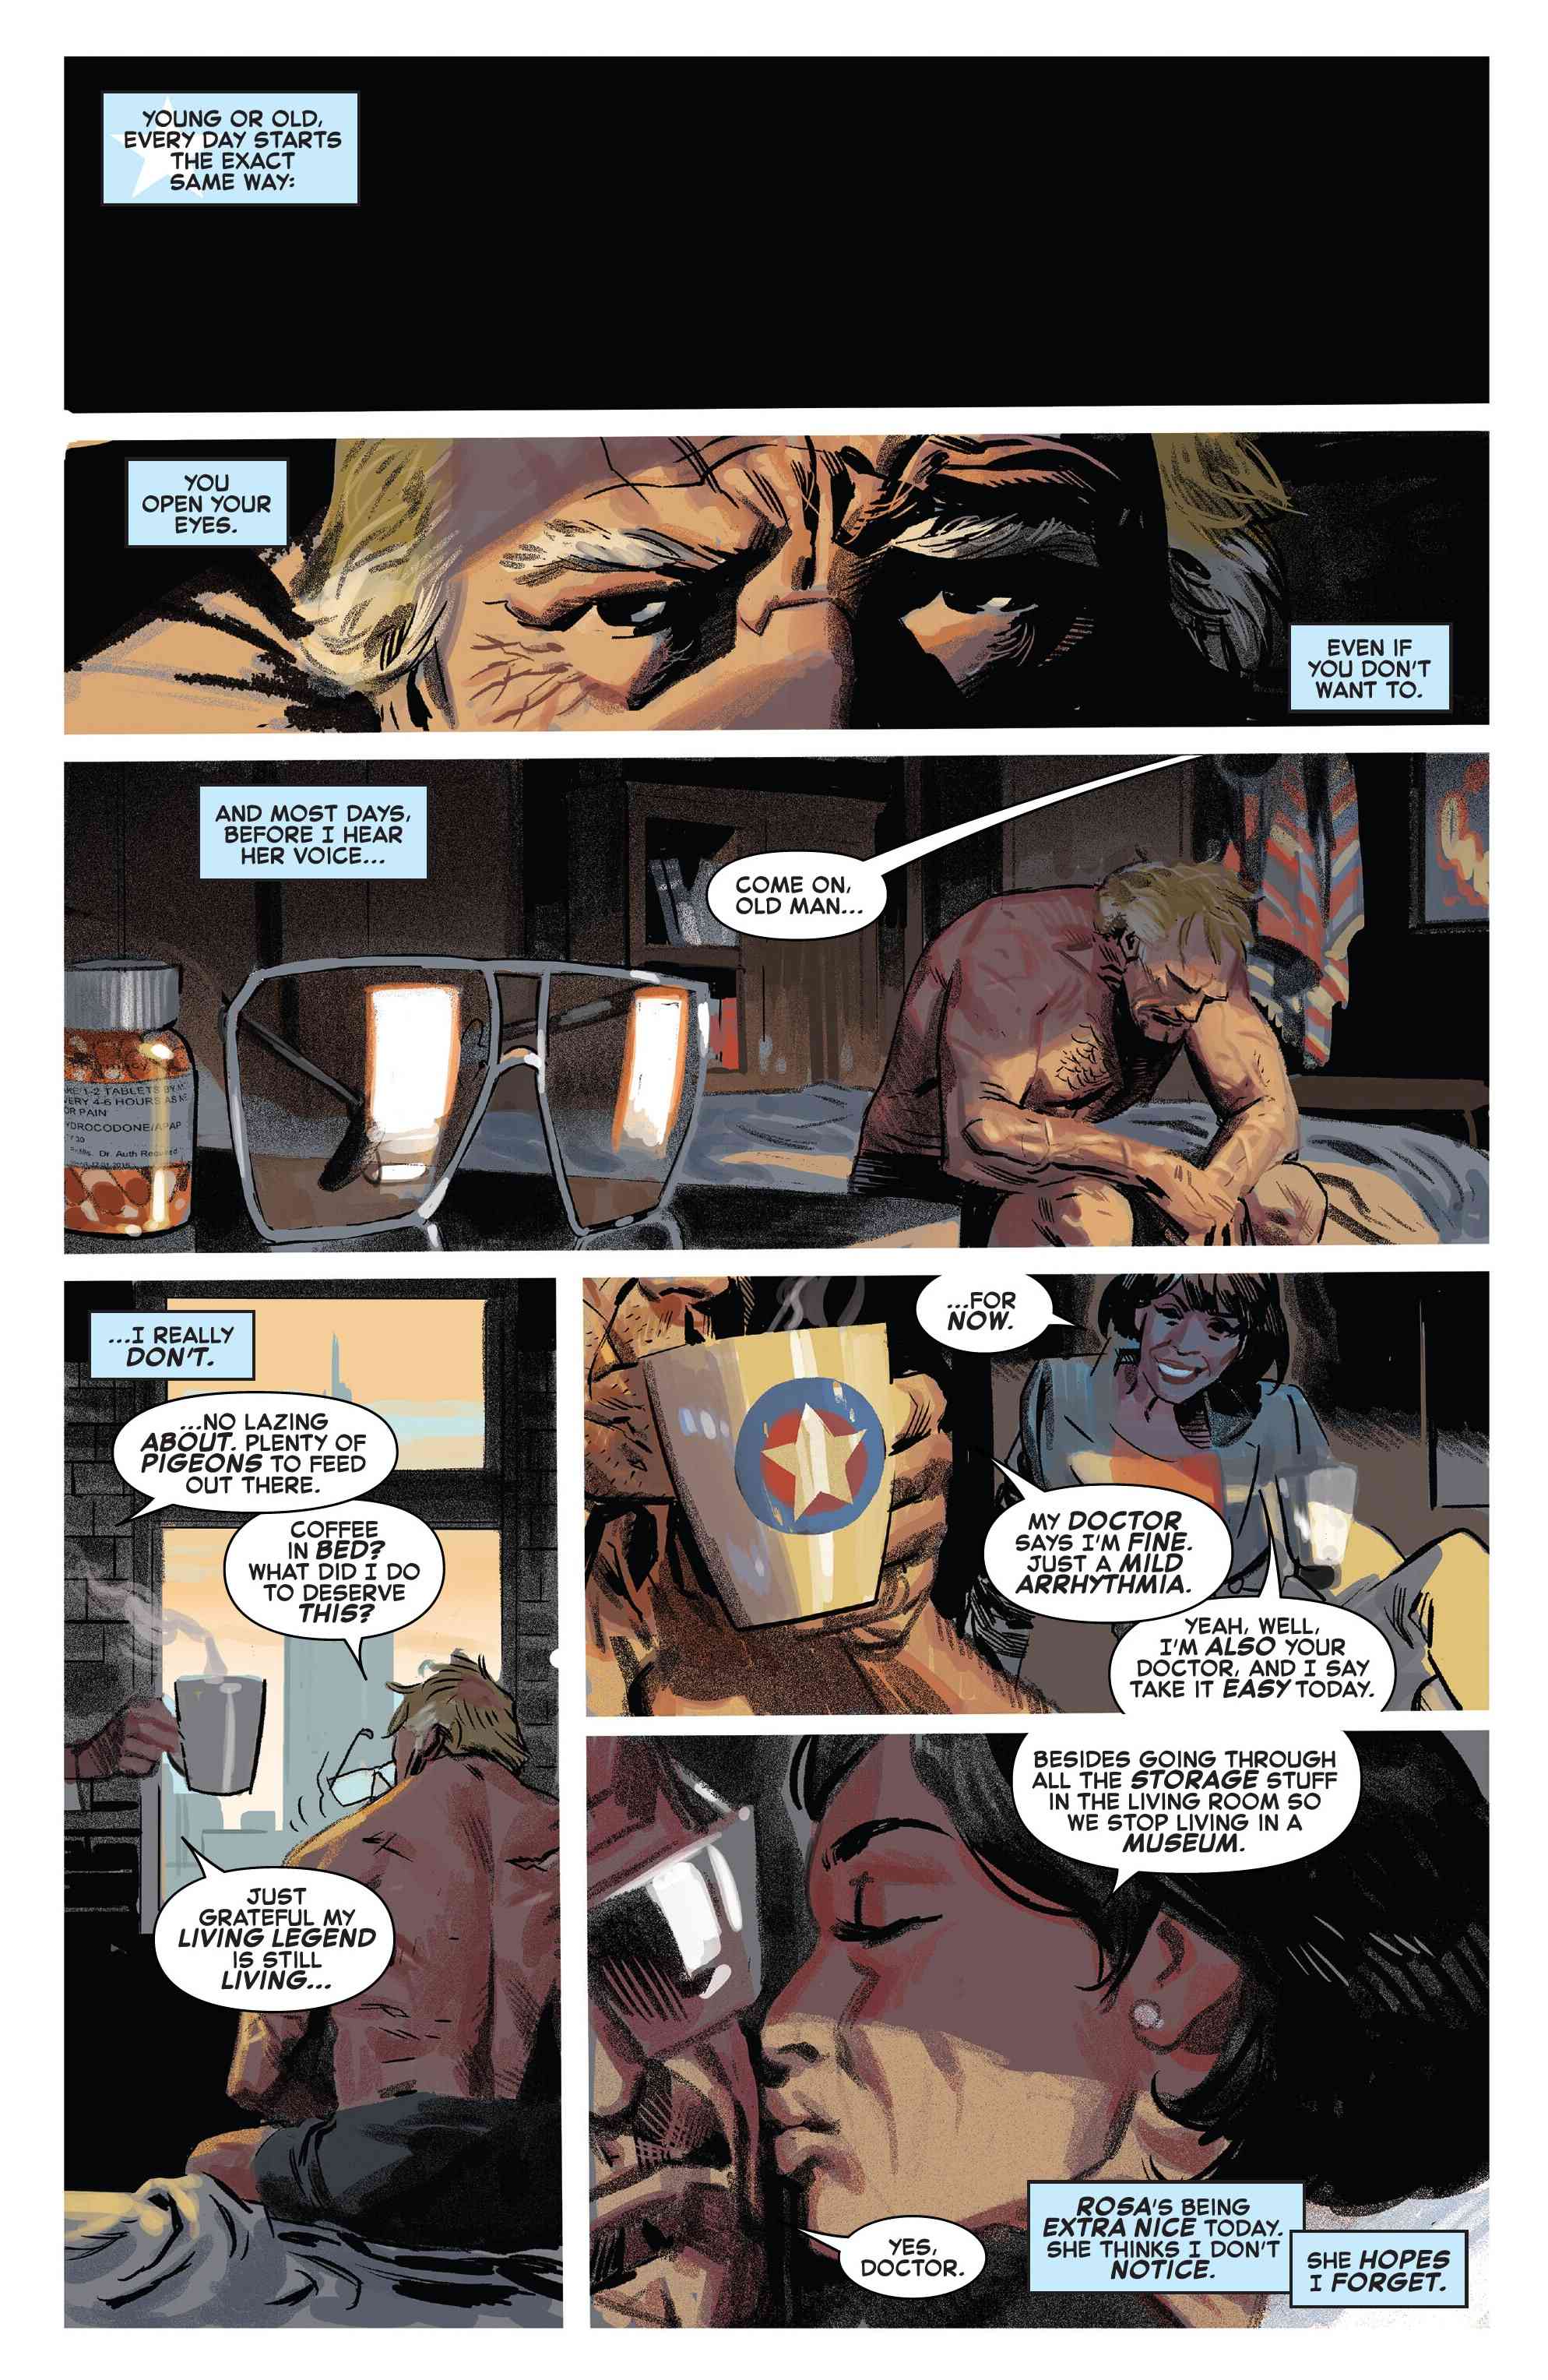 YOUNG OR OLD,
EVERY DAY STARTS
THE EXACT
SAME WAY:
YOU
OPEN YOUR
EYES.
EVEN IF
YOU DON'T
WANT TO.
AND MOST DAYS,
BEFORE I HEAR
HER VOICE...
COME ON,
OLD MAN...
1-2 TABLETS BY M
VERY 4-6 HOURS AS NE
OR PAIN
YDROCODONE/APAP
Dr. Auth Required
...I REALLY
DON'T.
...NO LAZING
ABOUT. PLENTY OF
PIGEONS TO FEED
OUT THERE.
COFFEE
IN BED?
WHAT DID I DO
TO DESERVE
THIS?
JUST
GRATEFUL MY
LIVING LEGEND
IS STILL
LIVING...
...FOR
NOW.
MY DOCTOR
SAYS I'M FINE.
JUST A MILD
ARRHYTHMIA.
YEAH, WELL,
I'M ALSO YOUR
DOCTOR, AND I SAY
TAKE IT EASY TODAY.
BESIDES GOING THROUGH
ALL THE STORAGE STUFF
IN THE LIVING ROOM SO
WE STOP LIVING IN A
MUSEUM.
YES,
DOCTOR.
ROSA'S BEING
EXTRA NICE TODAY.
SHE THINKS I DON'T
NOTICE.
SHE HOPES
I FORGET.